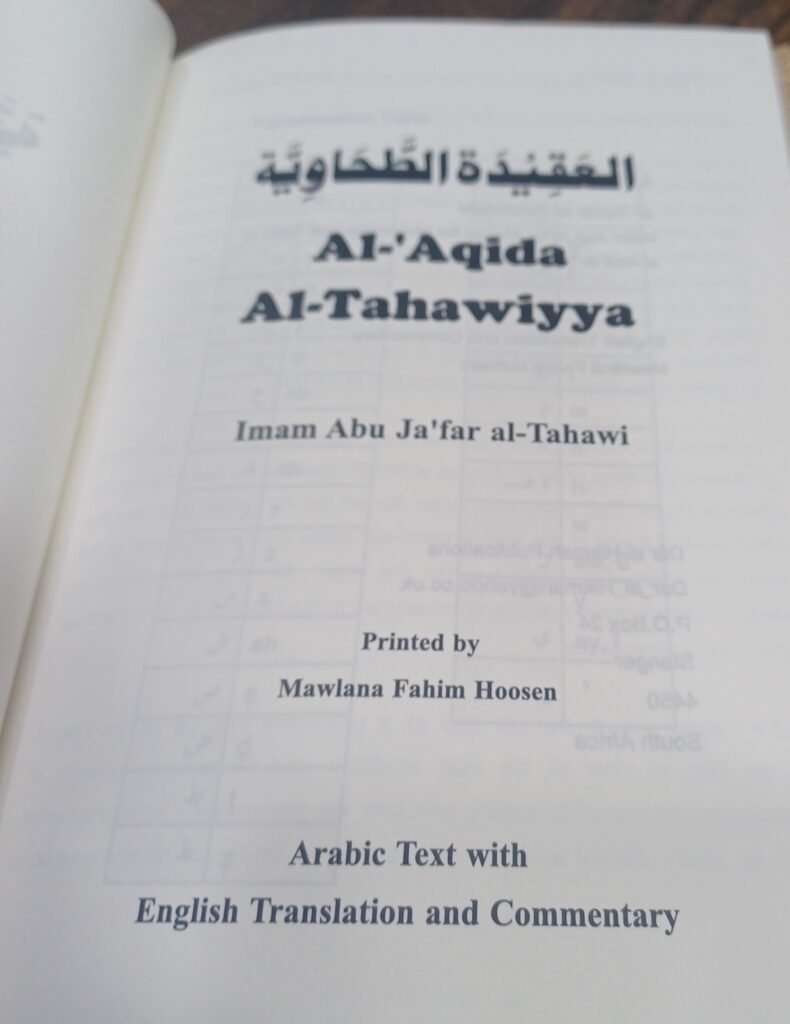 العَقِيْدَة الطَّحَاوِيَّة
Al-'Aqida
Al-Tahawiyya
Imam Abu Ja'far al-Tahawi
Printed by
Mawlana Fahim Hoosen
Arabic Text with
English Translation and Commentary